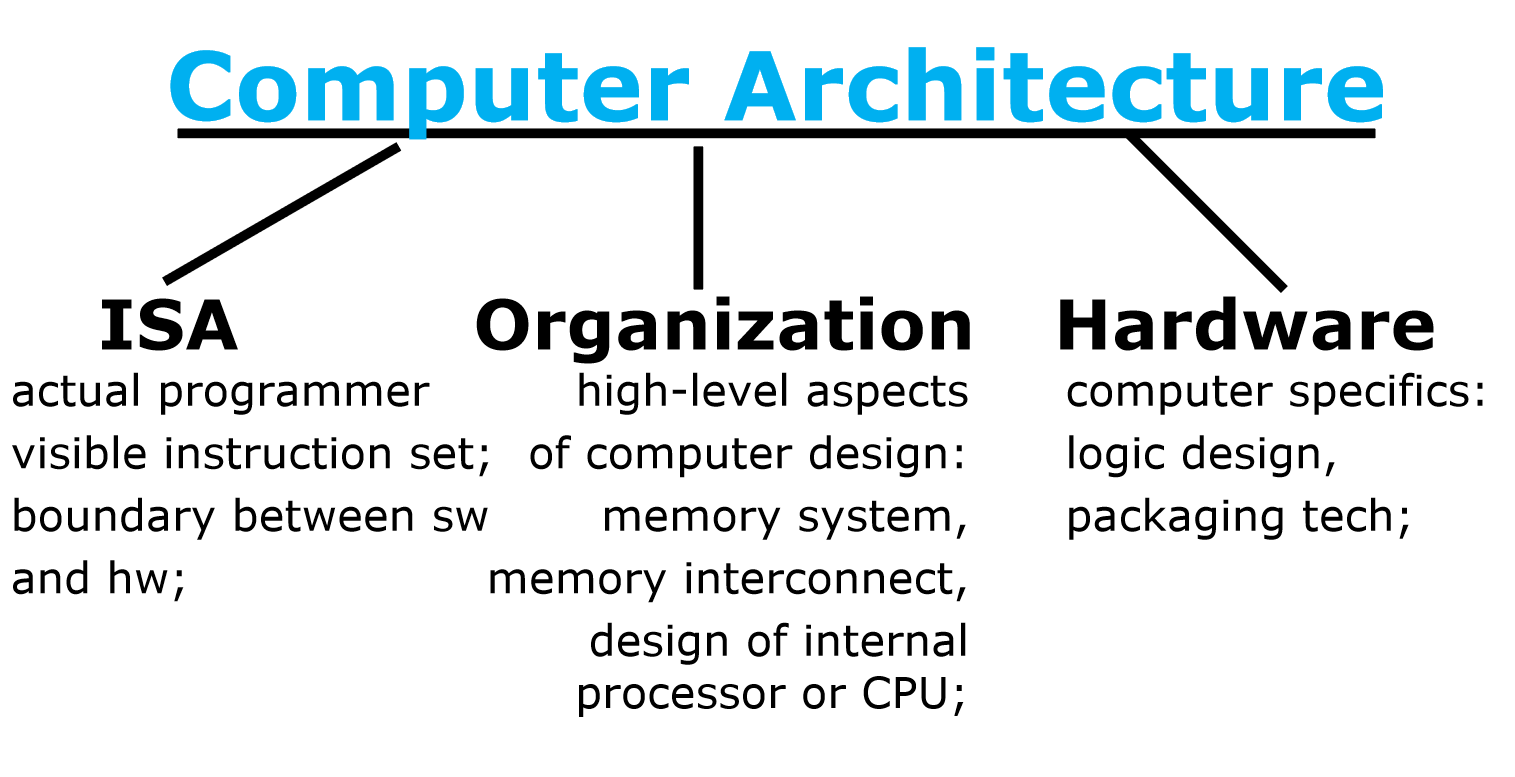 Computer Architecture
ISA
actual programmer
visible instruction set;
boundary between sw
and hw;
Organization
high-level aspects
of computer design:
memory system,
memory interconnect,
design of internal
processor or CPU;
Hardware
computer specifics:
logic design,
packaging tech;